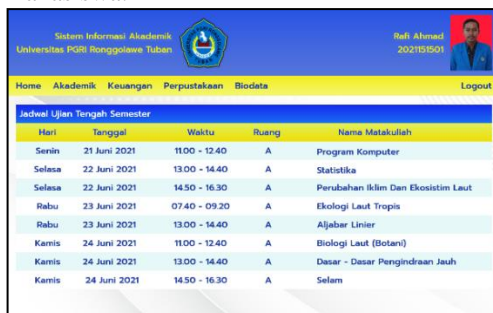 Sistem Informasi Akademik
Universitas PGRI Ronggolawe Tuban
Rafi Ahmad
2021151501
Home Akademik Keuangan Perpustakaan Biodata Logout
Jadwal Ujian Tengah Semester
Hari Tanggal Waktu Ruang Nama Matakuliah
Senin 21 Juni 2021 11.00 - 12.40 A Program Komputer
Selasa 22 Juni 2021 13.00 - 14.40 A Statistika
Selasa 22 Juni 2021 14.50 - 16.30 A Perubahan Iklim Dan Ekosistim Laut
Rabu 23 Juni 2021 07.40 - 09.20 A Ekologi Laut Tropis
Rabu 23 Juni 2021 13.00 - 14.40 A Aljabar Linier
Kamis 24 Juni 2021 11.00 - 12.40 A Biologi Laut (Botani)
Kamis 24 Juni 2021 13.00 - 14.40 A Dasar - Dasar Pengindraan Jauh
Kamis 24 Juni 2021 14.50 - 16.30 A Selam